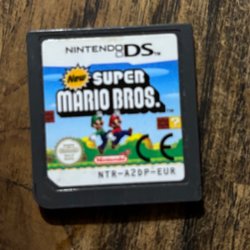 NINTENDO DS
New SUPER
MARIO BROS.
Nintendo
CE
NTR-A2DP-EUR